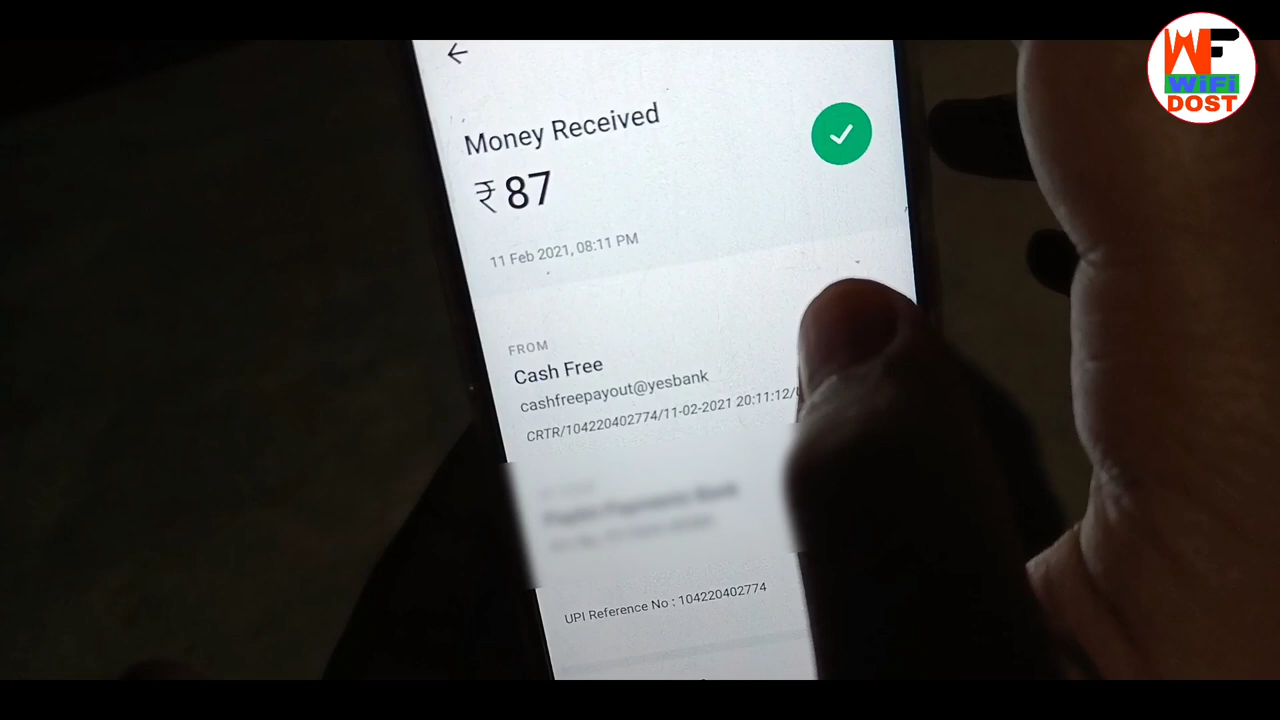 Money Received
₹87
11 Feb 2021, 08:11 PM
FROM
Cash Free
cashfreepayout@yesbank
CRTR/104220402774/11-02-2021 20:11:12/
UPI Reference No : 104220402774
WF
WiFi
DOST